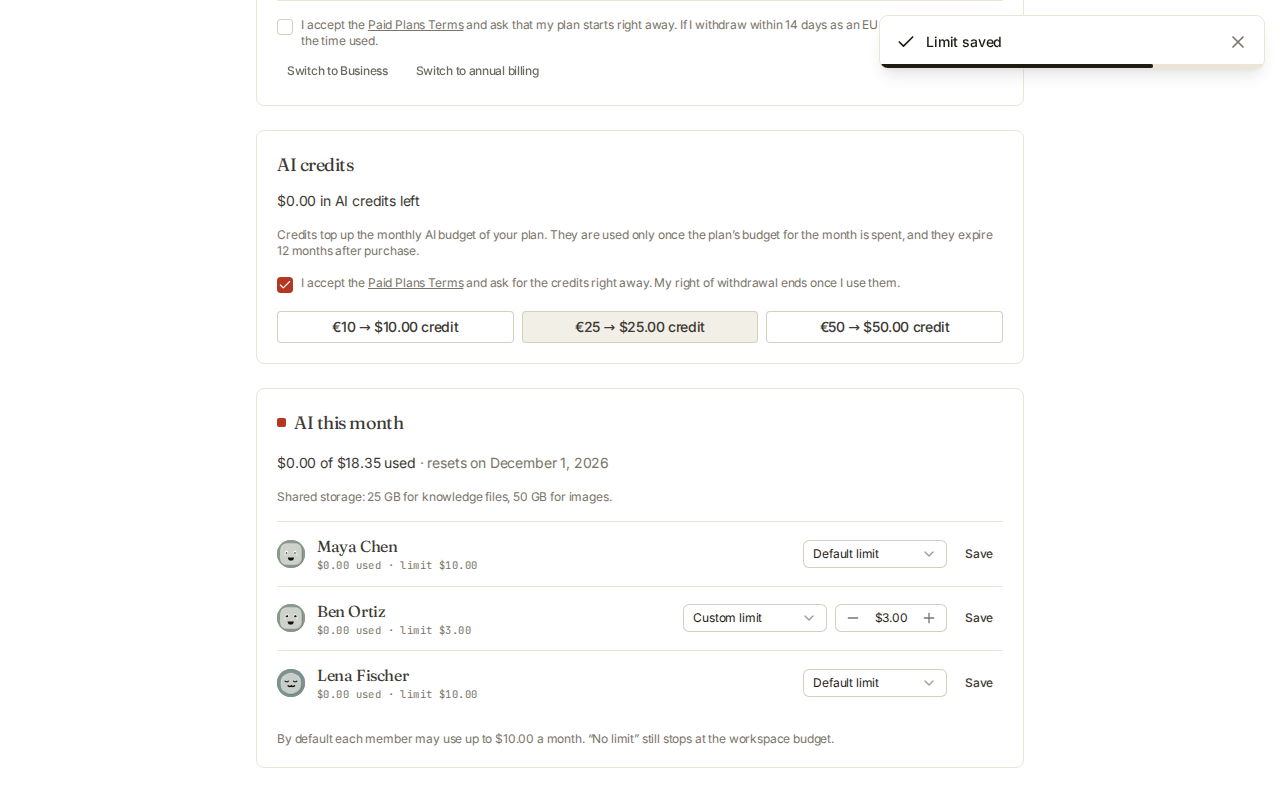 I accept the Paid Plans Terms and ask that my plan starts right away. If I withdraw within 14 days as an EU
the time used.
Limit saved
Switch to Business
Switch to annual billing
AI credits
$0.00 in AI credits left
Credits top up the monthly AI budget of your plan. They are used only once the plan's budget for the month is spent, and they expire
12 months after purchase.
I accept the Paid Plans Terms and ask for the credits right away. My right of withdrawal ends once I use them.
€10 → $10.00 credit
€25 → $25.00 credit
€50 → $50.00 credit
AI this month
$0.00 of $18.35 used · resets on December 1, 2026
Shared storage: 25 GB for knowledge files, 50 GB for images.
Maya Chen
$0.00 used · limit $10.00
Default limit
Save
Ben Ortiz
$0.00 used · limit $3.00
Custom limit
$3.00
Save
Lena Fischer
$0.00 used · limit $10.00
Default limit
Save
By default each member may use up to $10.00 a month. “No limit” still stops at the workspace budget.